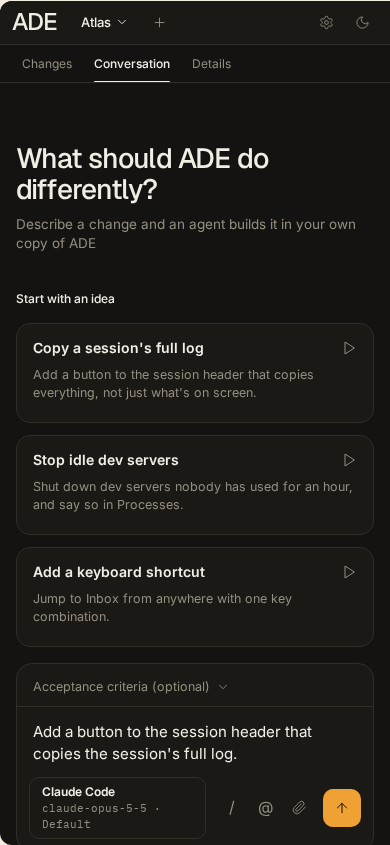 ADE Atlas
Changes Conversation Details
What should ADE do
differently?
Describe a change and an agent builds it in your own
copy of ADE
Start with an idea
Copy a session's full log
Add a button to the session header that copies
everything, not just what's on screen.
Stop idle dev servers
Shut down dev servers nobody has used for an hour,
and say so in Processes.
Add a keyboard shortcut
Jump to Inbox from anywhere with one key
combination.
Acceptance criteria (optional)
Add a button to the session header that
copies the session's full log.
Claude Code
claude-opus-5-5 ·
Default
/ @